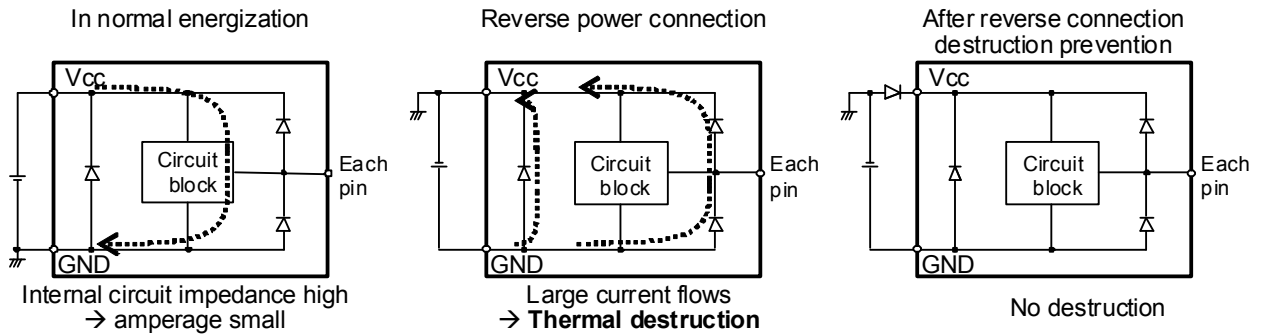 In normal energization
Vcc
Circuit
block
Each
pin
GND
Internal circuit impedance high
→ amperage small
Reverse power connection
Vcc
Circuit
block
Each
pin
GND
Large current flows
→ Thermal destruction
After reverse connection
destruction prevention
Vcc
Circuit
block
Each
pin
GND
No destruction